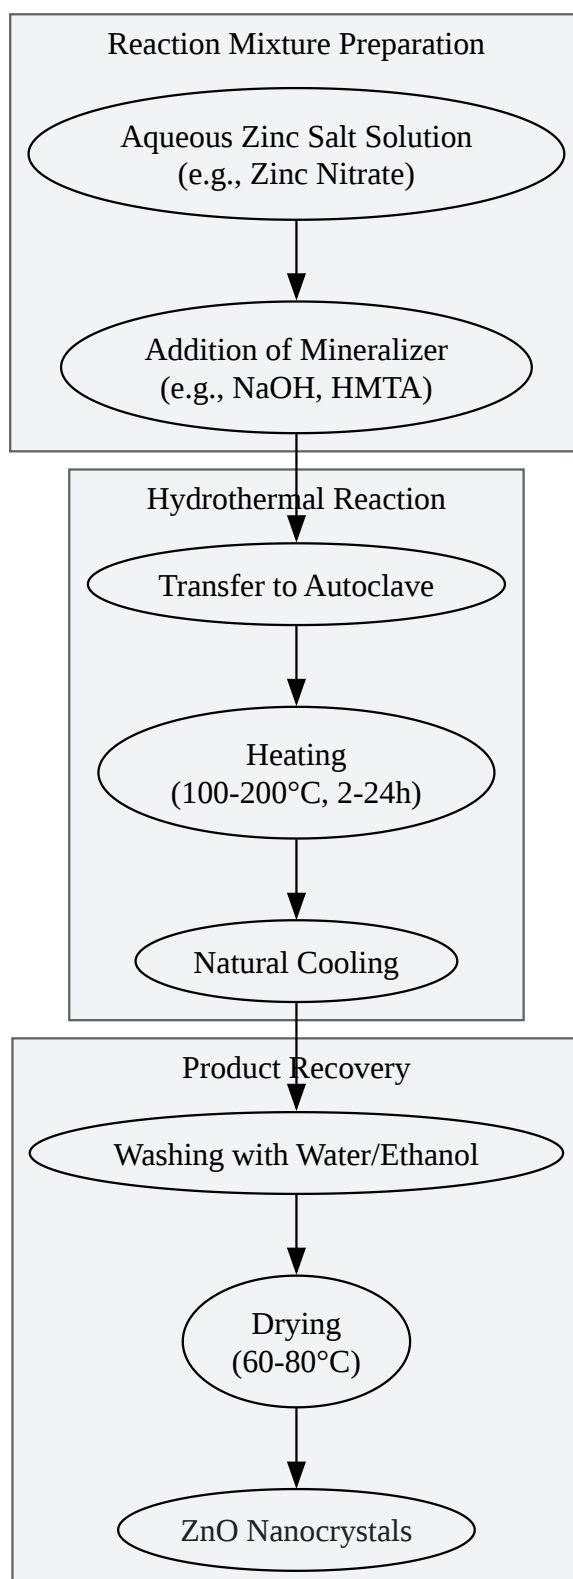 Reaction Mixture Preparation
Aqueous Zinc Salt Solution
(e.g., Zinc Nitrate)
Addition of Mineralizer
(e.g., NaOH, HMTA)
Hydrothermal Reaction
Transfer to Autoclave
Heating
(100-200°C, 2-24h)
Natural Cooling
Product Recovery
Washing with Water/Ethanol
Drying
(60-80°C)
ZnO Nanocrystals